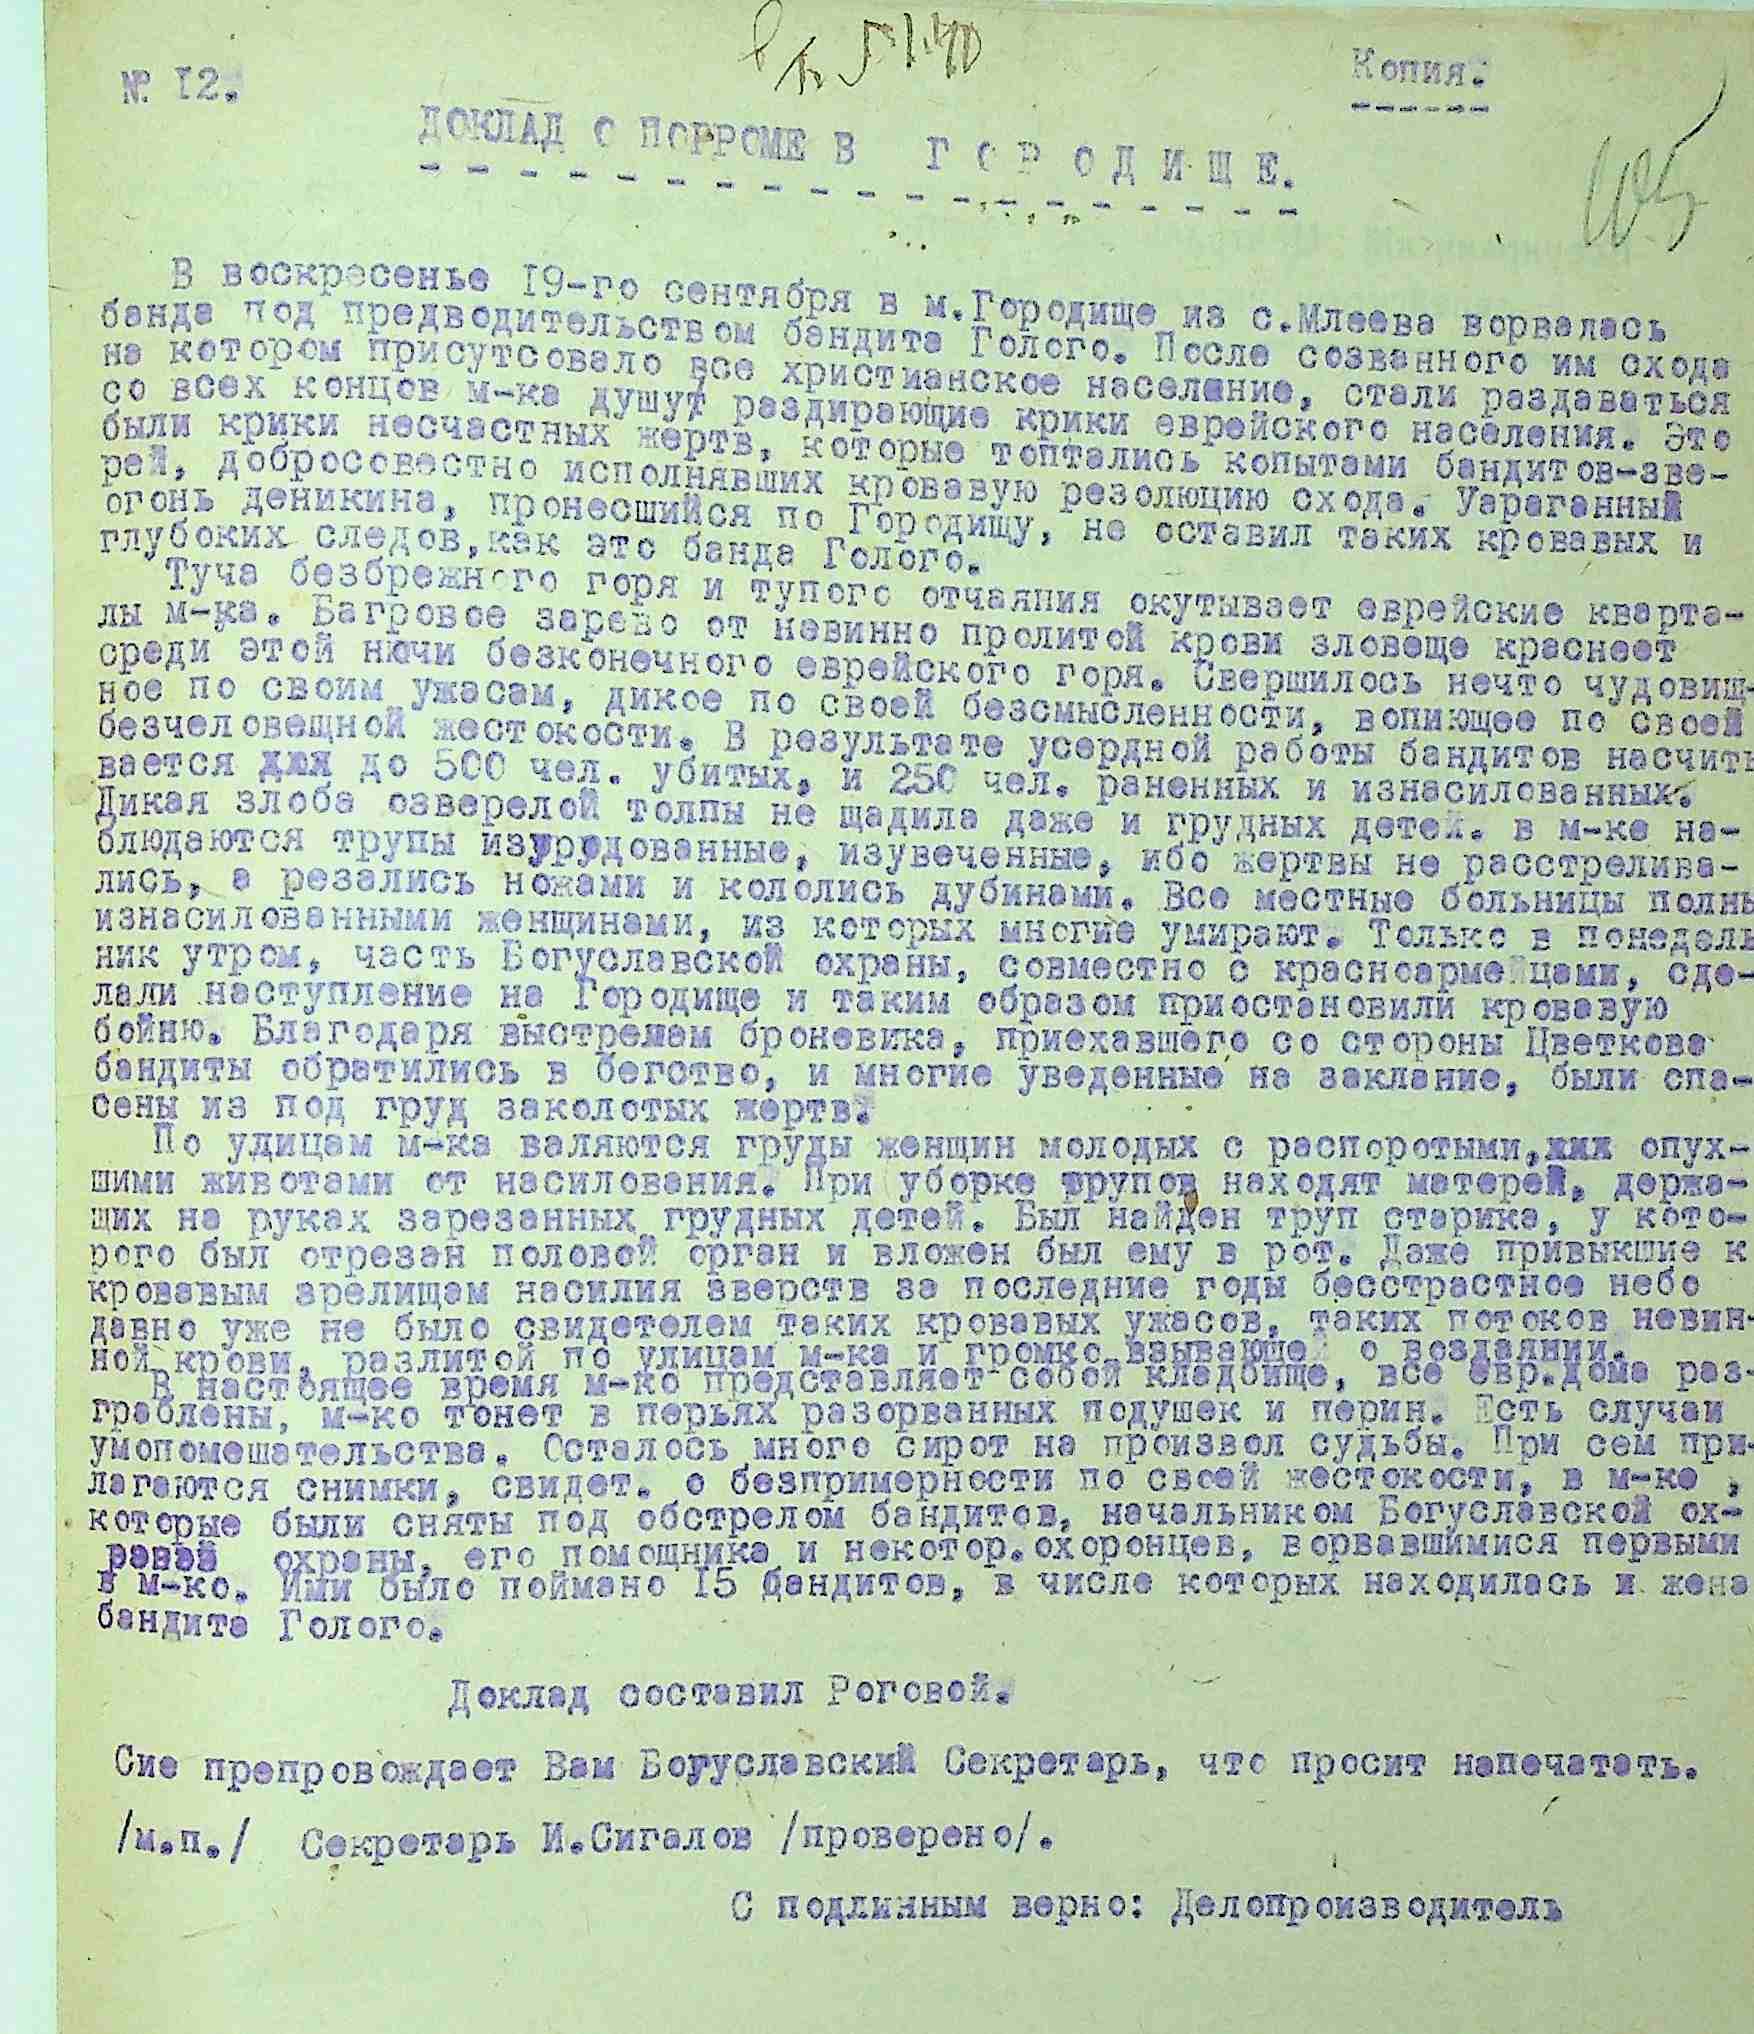 № 12.
Копия.
105
ДОКЛАД О ПОГРОМЕ В ГОРОДИЩЕ.
В воскресенье 19-го сентября в м.Городище из с.Млеева ворвалась
банда под предводительством бандита Голого. После созванного им схода
на котором присутсовало все христианское население, стали раздаваться
со всех концов м-ка душу раздирающие крики еврейского населения. Это
были крики несчастных жертв, которые топтались копытами бандитов-зве-
рей, добросовестно исполнявших кровавую резолюцию схода. Уараганный
огонь деникина, пронесшийся по Городищу, не оставил таких кровавых и
глубоких следов,как это банда Голого.
Туча безбрежного горя и тупого отчаяния окутывает еврейские кварта-
лы м-ка. Багровое зарево от невинно пролитой крови зловеще краснеет
среди этой ночи безконечного еврейского горя. Свершилось нечто чудовищ-
ное по своим ужасам, дикое по своей безсмысленности, вопиющее по своей
безчеловещной жестокости. В результате усердной работы бандитов насчиты
вается до 500 чел. убитых, и 250 чел. раненных и изнасилованных.
Дикая злоба озверелой толпы не щадила даже и грудных детей. в м-ке на-
блюдаются трупы изурудованные, изувеченные, ибо жертвы не расстрелива-
лись, а резались ножами и кололись дубинами. Все местные больницы полны
изнасилованными женщинами, из которых многие умирают. Только в понедель
ник утром, часть Богуславской охраны, совместно с красноармейцами, сде-
лали наступление на Городище и таким образом приостановили кровавую
бойню. Благодаря выстрелам броневика, приехавшего со стороны Цветкова
бандиты обратились в бегство, и многие уведенные на заклание, были спа-
сены из под груд заколотых жертв.
По удицам м-ка валяются груды женщин молодых с распоротыми, опух-
шими животами от насилования. При уборке трупов находят матерей, держа-
щих на руках зарезанных грудных детей. Был найден труп старика, у кото-
рого был отрезан половой орган и вложен был ему в рот. Даже привыкшие к
кровавым зрелищам насилия зверств за последние годы бесстрастное небо
давно уже не было свидетелем таких кровавых ужасов, таких потоков невин-
ной крови, разлитой по улицам м-ка и громко взывающей о воздаянии.
В настоящее время м-ко представляет собой кладбище, все евр.дома раз-
граблены, м-ко тонет в перьях разорванных подушек и перин. Есть случаи
умопомешательства. Осталось много сирот на произвол судьбы. При сем при-
лагаются снимки, свидет. о безпримерности по своей жестокости, в м-ке ,
которые были сняты под обстрелом бандитов, начальником Богуславской ох-
раной охраны, его помощника и некотор.охоронцев, ворвавшимися первыми
в м-ко. Ими было поймано 15 бандитов, в числе которых находилась и жена
бандита Голого.
Доклад составил Роговой.
Сие препровождает Вам Богуславский Секретарь, что просит напечатать.
/м.п./ Секретарь И.Сигалов /проверено/.
С подлинным верно: Делопроизводитель